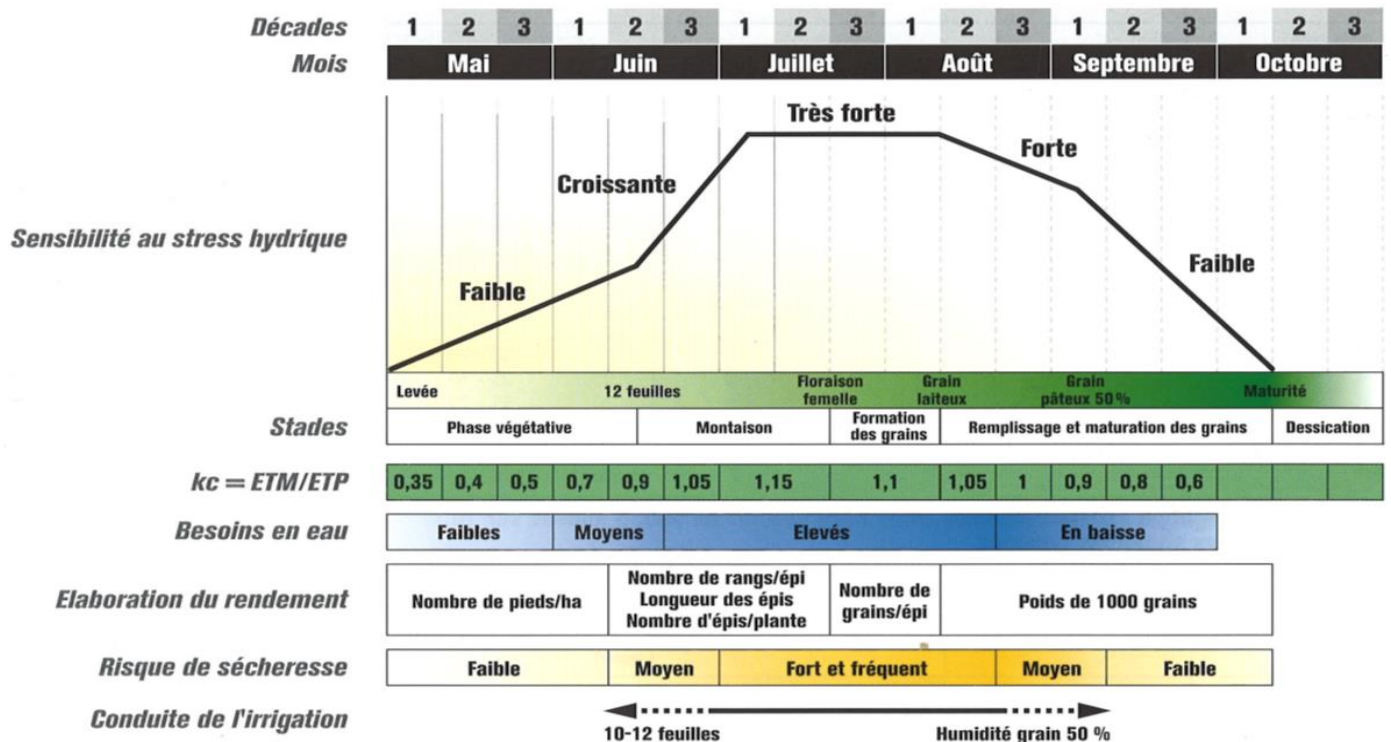 Décades 1 2 3 1 2 3 1 2 3 1 2 3 1 2 3 1 2 3
Mois Mai Juin Juillet Août Septembre Octobre
Très forte
Forte
Croissante
Sensibilité au stress hydrique
Faible
Faible
Levée 12 feuilles Floraison femelle Grain laiteux Grain pâteux 50 % Maturité
Stades Phase végétative Montaison Formation des grains Remplissage et maturation des grains Dessication
kc = ETM/ETP 0,35 0,4 0,5 0,7 0,9 1,05 1,15 1,1 1,05 1 0,9 0,8 0,6
Besoins en eau Faibles Moyens Elevés En baisse
Elaboration du rendement Nombre de pieds/ha
Nombre de rangs/épi
Longueur des épis
Nombre d'épis/plante
Nombre de
grains/épi
Poids de 1000 grains
Risque de sécheresse Faible Moyen Fort et fréquent Moyen Faible
Conduite de l'irrigation
10-12 feuilles Humidité grain 50 %